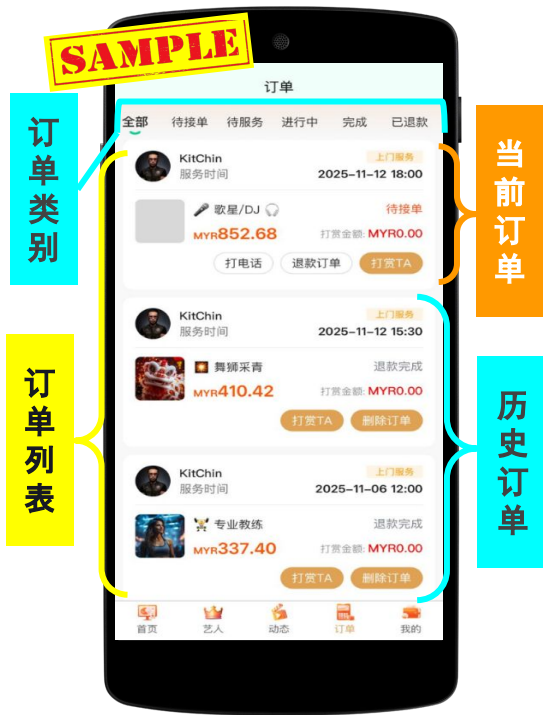 SAMPLE
订单
订单类别
全部 待接单 待服务 进行中 完成 已退款
当前订单
KitChin 上门服务
服务时间 2025-11-12 18:00
🎤 歌星/DJ 🎧 待接单
MYR852.68 打赏金额: MYR0.00
打电话 退款订单 打赏TA
订单列表
历史订单
KitChin 上门服务
服务时间 2025-11-12 15:30
舞狮采青 退款完成
MYR410.42 打赏金额: MYR0.00
打赏TA 删除订单
KitChin 上门服务
服务时间 2025-11-06 12:00
专业教练 退款完成
MYR337.40 打赏金额: MYR0.00
打赏TA 删除订单
首页 艺人 动态 订单 我的